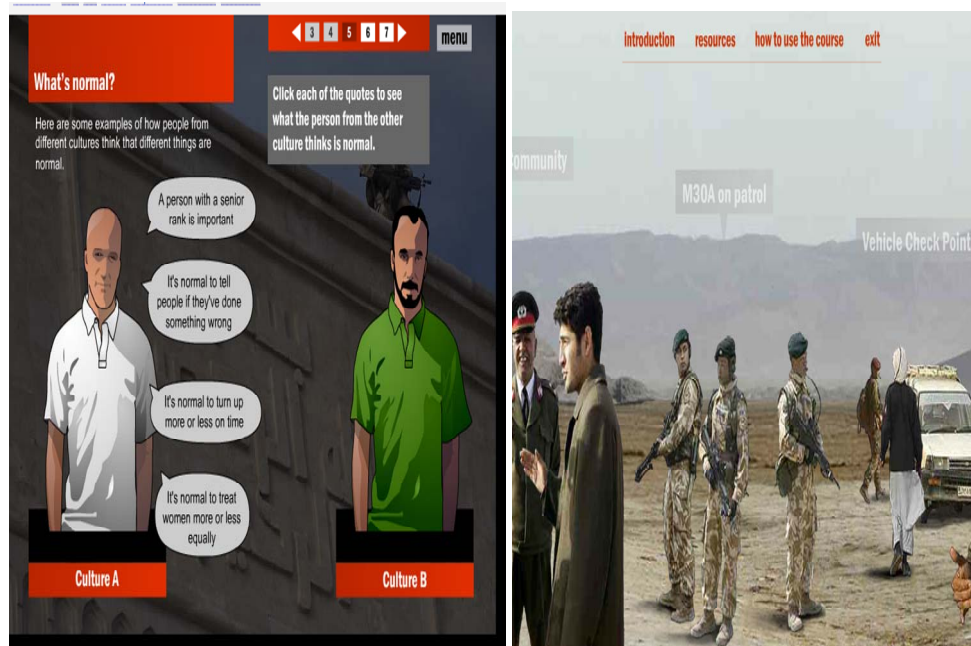 What's normal?
3 4 5 6 7
menu
Here are some examples of how people from
different cultures think that different things are
normal.
Click each of the quotes to see
what the person from the other
culture thinks is normal.
A person with a senior
rank is important
It's normal to tell
people if they've done
something wrong
It's normal to turn up
more or less on time
It's normal to treat
women more or less
equally
Culture A
Culture B
introduction resources how to use the course exit
ommunity
M30A on patrol
Vehicle Check Point